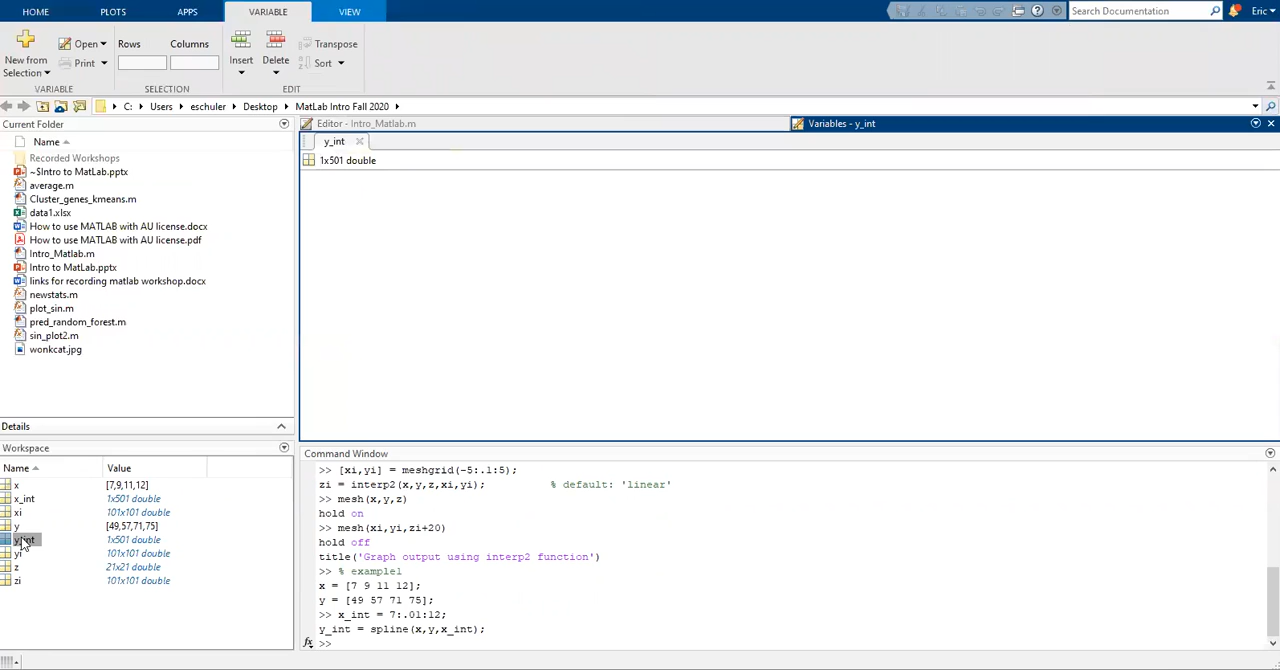 HOME PLOTS APPS VARIABLE VIEW Search Documentation Eric
New from Selection Open Print Rows Columns Insert Delete Transpose Sort
VARIABLE SELECTION EDIT
C: Users eschuler Desktop MatLab Intro Fall 2020
Current Folder Editor - Intro_Matlab.m Variables - y_int
Name y_int
Recorded Workshops 1x501 double
~$Intro to MatLab.pptx
average.m
Cluster_genes_kmeans.m
data1.xlsx
How to use MATLAB with AU license.docx
How to use MATLAB with AU license.pdf
Intro_Matlab.m
Intro to MatLab.pptx
links for recording matlab workshop.docx
newstats.m
plot_sin.m
pred_random_forest.m
sin_plot2.m
wonkcat.jpg
Details
Workspace
Name Value
x [7,9,11,12]
x_int 1x501 double
xi 101x101 double
y [49,57,71,75]
y_int 1x501 double
yi 101x101 double
z 21x21 double
zi 101x101 double
Command Window
>> [xi,yi] = meshgrid(-5:.1:5);
zi = interp2(x,y,z,xi,yi); % default: 'linear'
>> mesh(x,y,z)
hold on
>> mesh(xi,yi,zi+20)
hold off
title('Graph output using interp2 function')
>> % example1
x = [7 9 11 12];
y = [49 57 71 75];
>> x_int = 7:.01:12;
y_int = spline(x,y,x_int);
fx >>